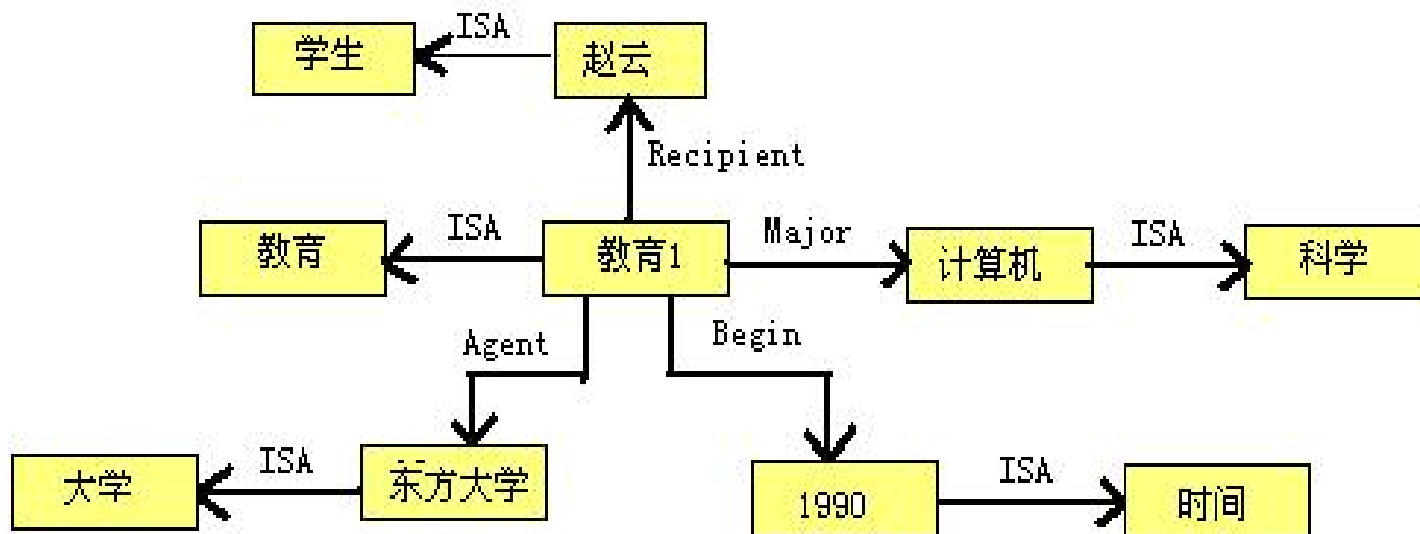 ISA
学生
赵云
Recipient
ISA
Major
ISA
教育
教育1
计算机
科学
Agent
Begin
ISA
ISA
大学
东方大学
1990
时间